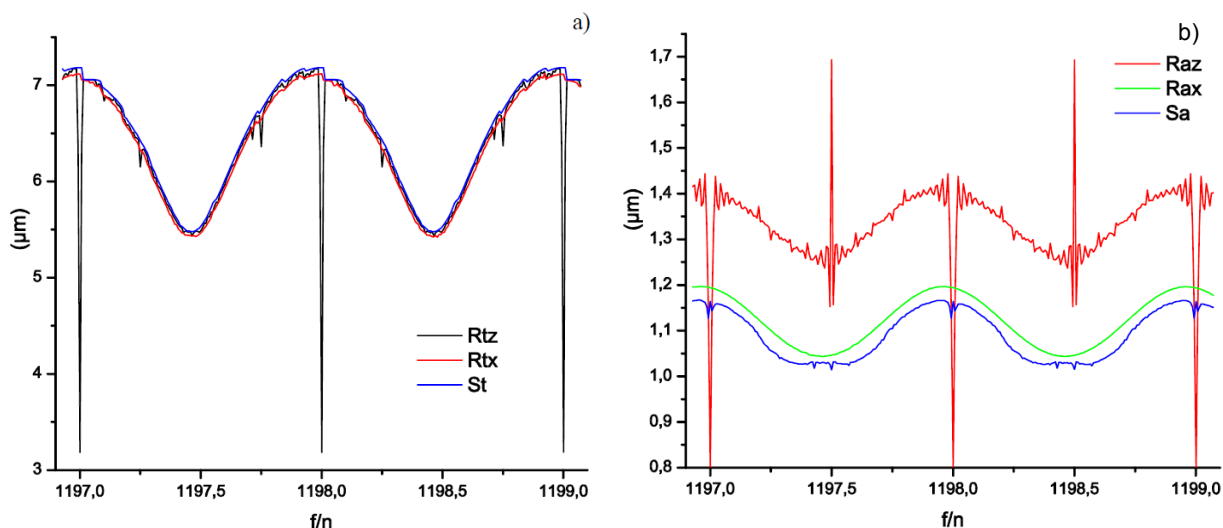 a)
7
6
5
4
3
(µm)
Rtz
Rtx
St
1197,0
1197,5
1198,0
1198,5
1199,0
f/n
b)
1,7
1,6
1,5
1,4
1,3
1,2
1,1
1,0
0,9
0,8
(µm)
Raz
Rax
Sa
1197,0
1197,5
1198,0
1198,5
1199,0
f/n